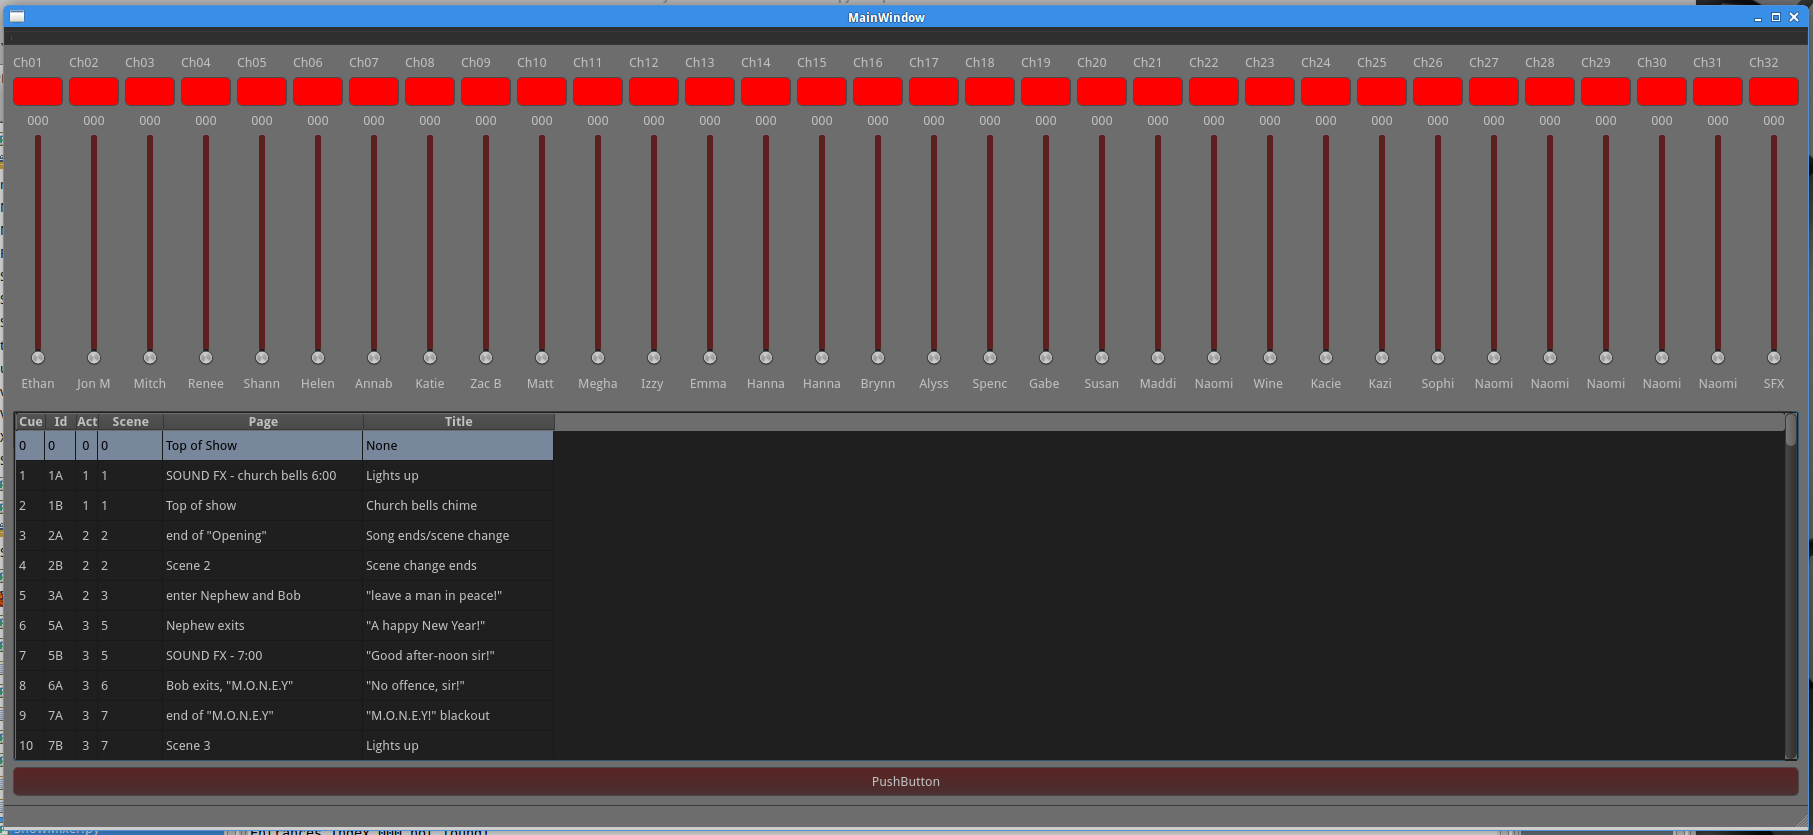 MainWindow
Ch01 Ch02 Ch03 Ch04 Ch05 Ch06 Ch07 Ch08 Ch09 Ch10 Ch11 Ch12 Ch13 Ch14 Ch15 Ch16 Ch17 Ch18 Ch19 Ch20 Ch21 Ch22 Ch23 Ch24 Ch25 Ch26 Ch27 Ch28 Ch29 Ch30 Ch31 Ch32
000 000 000 000 000 000 000 000 000 000 000 000 000 000 000 000 000 000 000 000 000 000 000 000 000 000 000 000 000 000 000 000
Ethan Jon M Mitch Renee Shann Helen Annab Katie Zac B Matt Megha Izzy Emma Hanna Hanna Brynn Alyss Spenc Gabe Susan Maddi Naomi Wine Kacie Kazi Sophi Naomi Naomi Naomi Naomi Naomi SFX
Cue Id Act Scene Page Title
0 0 0 0 Top of Show None
1 1A 1 1 SOUND FX - church bells 6:00 Lights up
2 1B 1 1 Top of show Church bells chime
3 2A 2 2 end of "Opening" Song ends/scene change
4 2B 2 2 Scene 2 Scene change ends
5 3A 2 3 enter Nephew and Bob "leave a man in peace!"
6 5A 3 5 Nephew exits "A happy New Year!"
7 5B 3 5 SOUND FX - 7:00 "Good after-noon sir!"
8 6A 3 6 Bob exits, "M.O.N.E.Y" "No offence, sir!"
9 7A 3 7 end of "M.O.N.E.Y" "M.O.N.E.Y!" blackout
10 7B 3 7 Scene 3 Lights up
PushButton